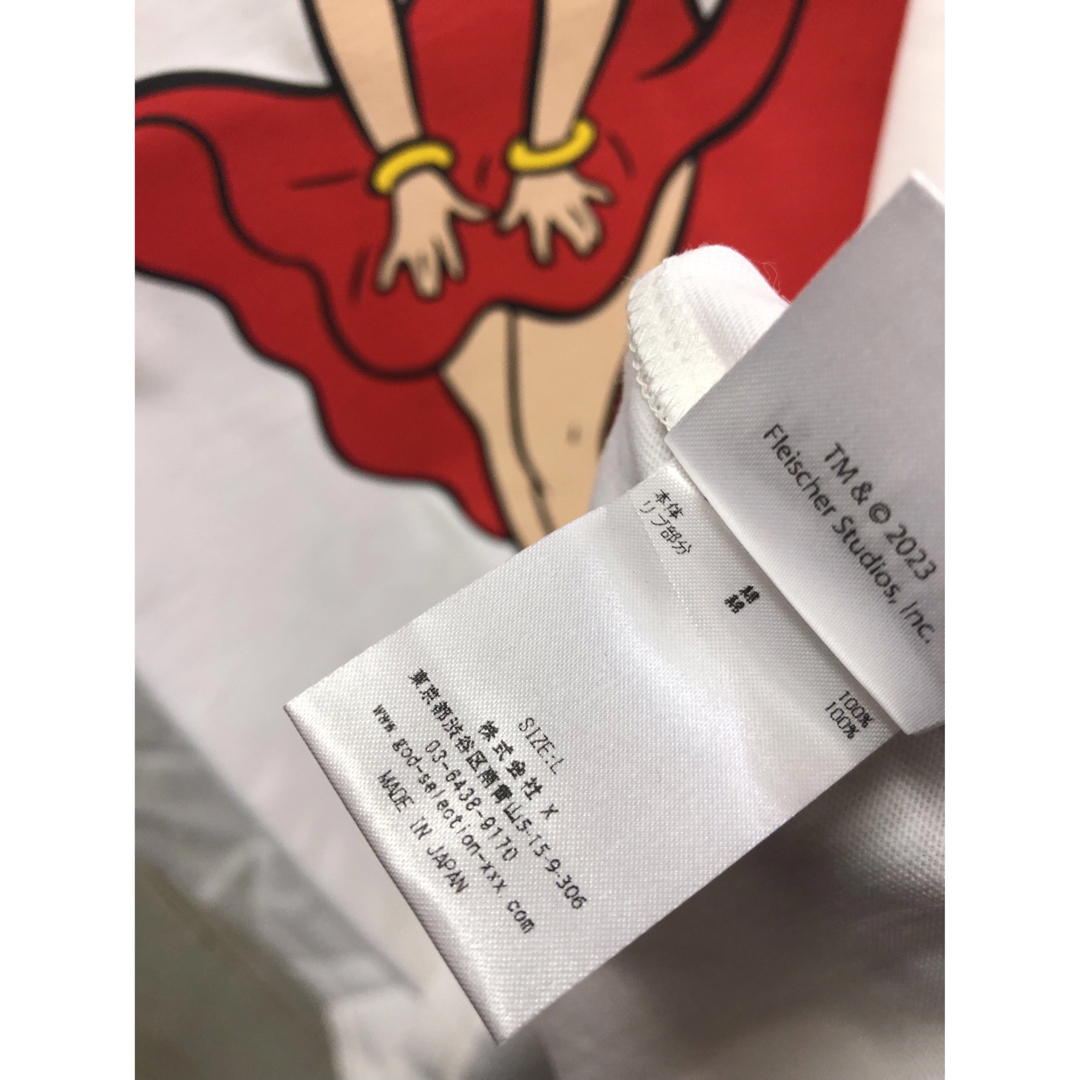 TM & © 2023
Fleischer Studios, Inc.
本体 綿 100%
リブ部分 綿 100%
SIZE:L
株式会社 X
東京都渋谷区南青山5-15-9-306
03-6438-9170
www.god-selection-xxx.com
MADE IN JAPAN